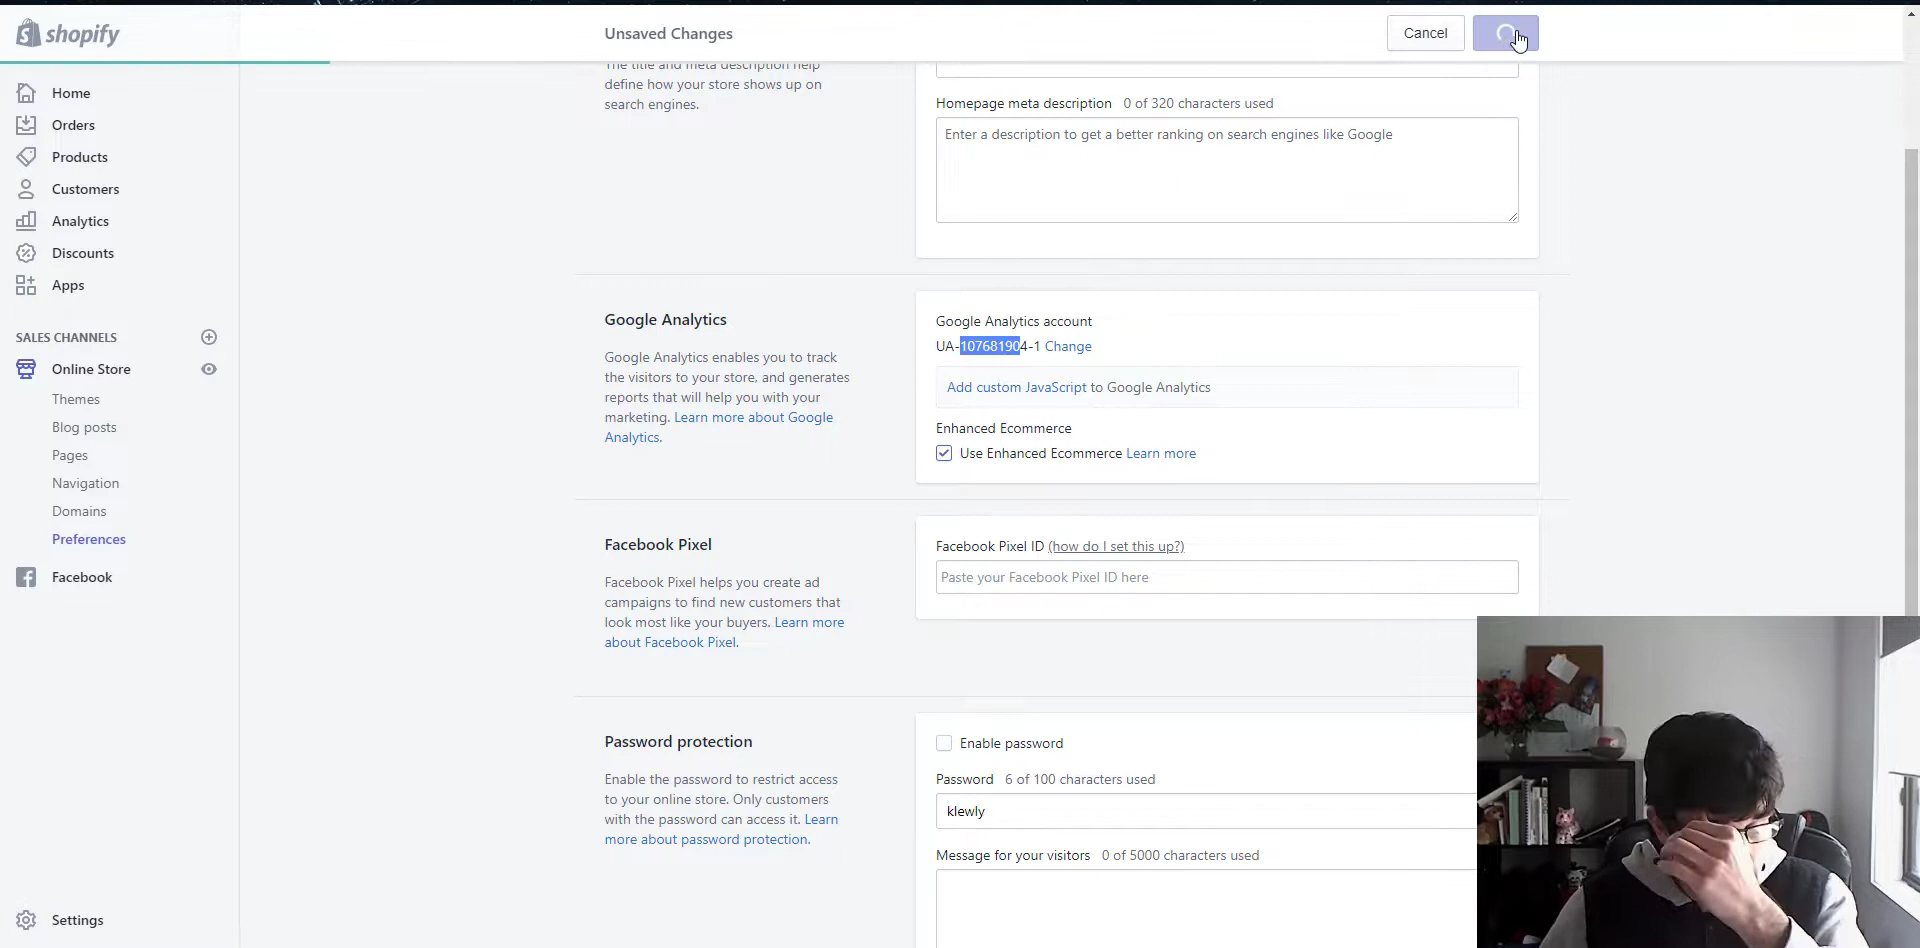 shopify
Unsaved Changes
Cancel
Home
Orders
Products
Customers
Analytics
Discounts
Apps
SALES CHANNELS
Online Store
Themes
Blog posts
Pages
Navigation
Domains
Preferences
Facebook
Settings
The title and meta description help
define how your store shows up on
search engines.
Homepage meta description 0 of 320 characters used
Enter a description to get a better ranking on search engines like Google
Google Analytics
Google Analytics enables you to track
the visitors to your store, and generates
reports that will help you with your
marketing. Learn more about Google
Analytics.
Google Analytics account
UA-107681904-1 Change
Add custom JavaScript to Google Analytics
Enhanced Ecommerce
Use Enhanced Ecommerce Learn more
Facebook Pixel
Facebook Pixel helps you create ad
campaigns to find new customers that
look most like your buyers. Learn more
about Facebook Pixel.
Facebook Pixel ID (how do I set this up?)
Paste your Facebook Pixel ID here
Password protection
Enable the password to restrict access
to your online store. Only customers
with the password can access it. Learn
more about password protection.
Enable password
Password 6 of 100 characters used
klewly
Message for your visitors 0 of 5000 characters used